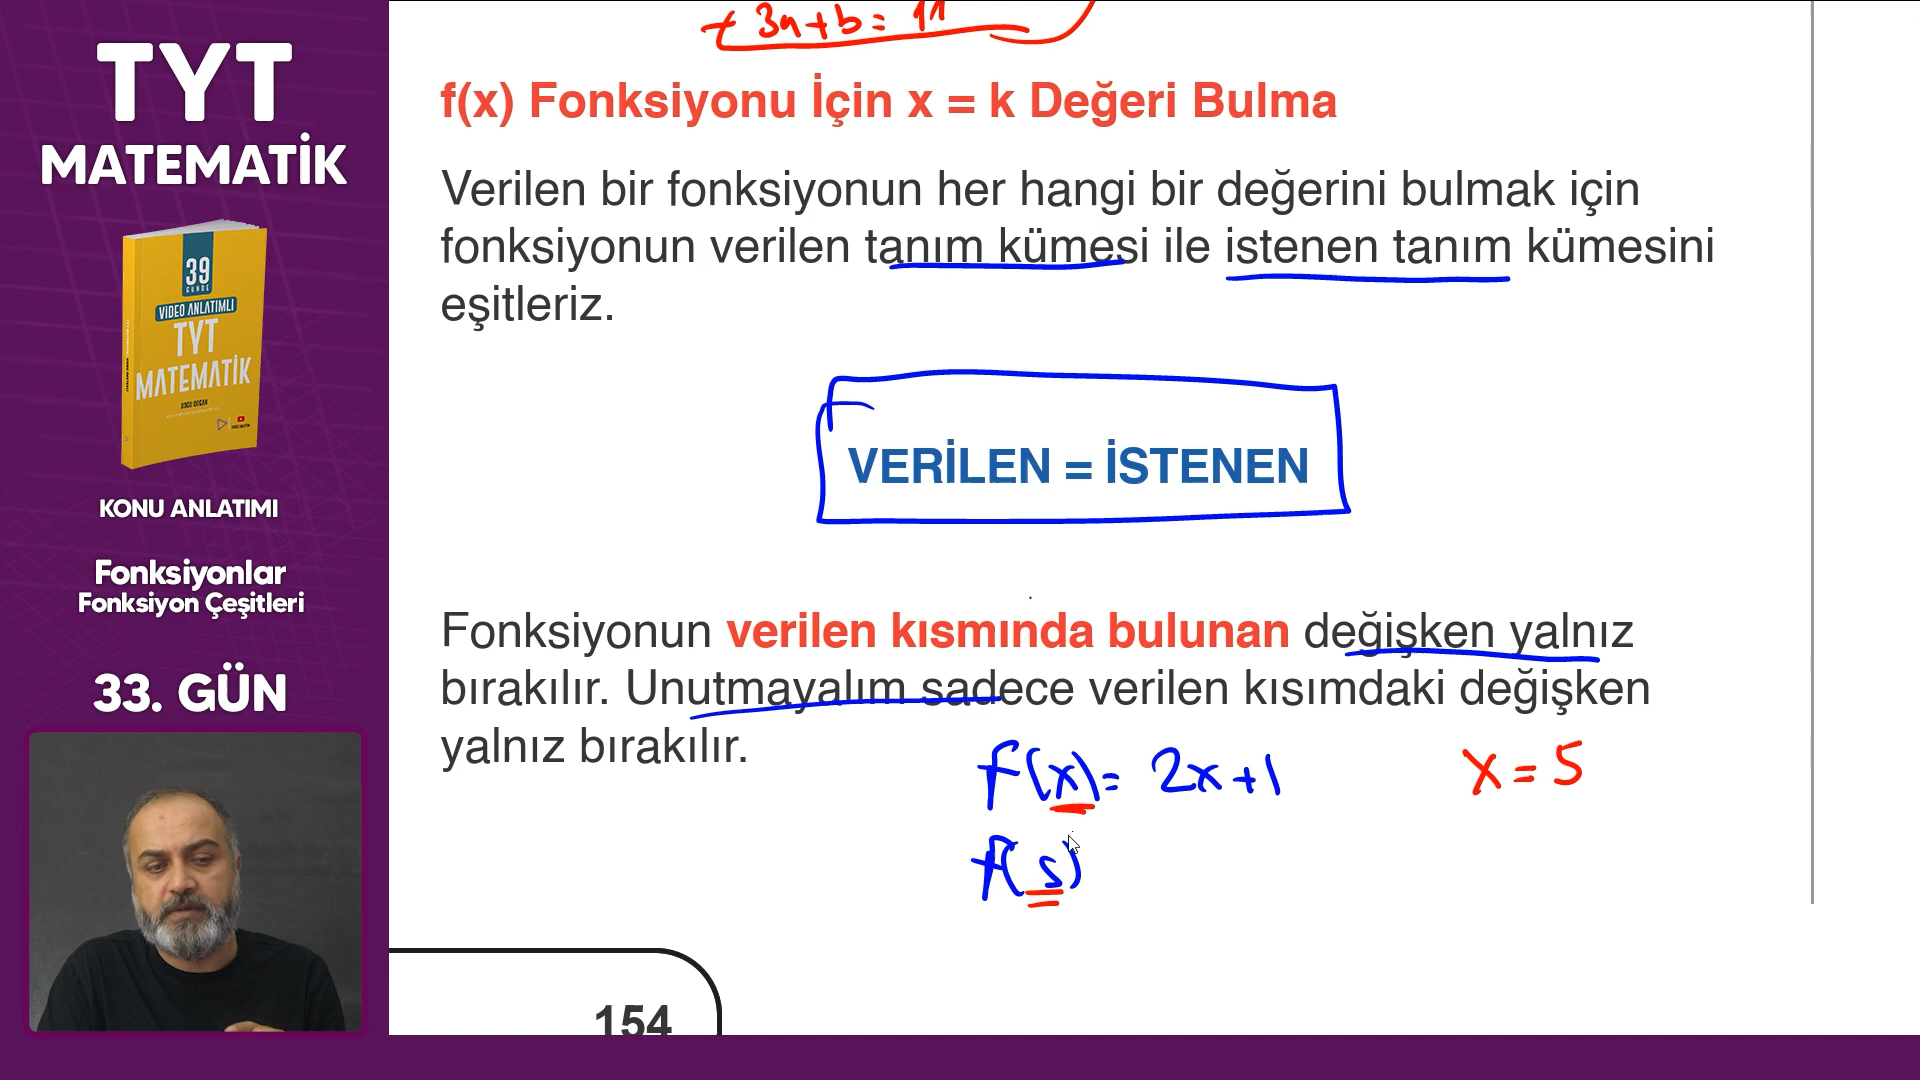 TYT
MATEMATİK
39
GÜNDE
VIDEO ANLATIMLI
TYT
MATEMATİK
KONU ANLATIMI
Fonksiyonlar
Fonksiyon Çeşitleri
33. GÜN
+ 3a+b = 11
f(x) Fonksiyonu İçin x = k Değeri Bulma
Verilen bir fonksiyonun her hangi bir değerini bulmak için
fonksiyonun verilen tanım kümesi ile istenen tanım kümesini
eşitleriz.
VERİLEN = İSTENEN
Fonksiyonun verilen kısmında bulunan değişken yalnız
bırakılır. Unutmayalım sadece verilen kısımdaki değişken
yalnız bırakılır.
f(x) = 2x+1
x = 5
f(5)
154